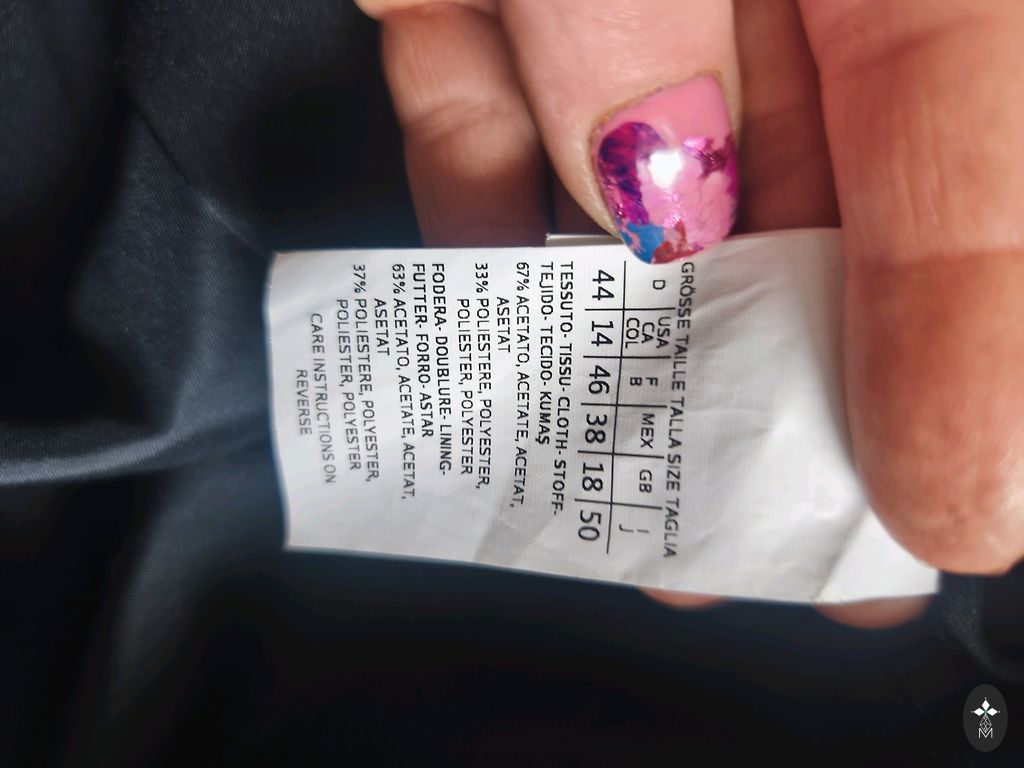 GRÖSSE TAILLE TALLA SIZE TAGLIA
D USA CA COL F B MEX GB I J
44 14 46 38 18 50
TESSUTO- TISSU- CLOTH- STOFF-
TEJIDO- TECIDO- KUMAŞ
67% ACETATO, ACETATE, ACETAT,
ASETAT
33% POLIESTERE, POLYESTER,
POLIESTER, POLYESTER
FODERA- DOUBLURE- LINING-
FUTTER- FORRO- ASTAR
63% ACETATO, ACETATE, ACETAT,
ASETAT
37% POLIESTERE, POLYESTER,
POLIESTER, POLYESTER
CARE INSTRUCTIONS ON
REVERSE
M